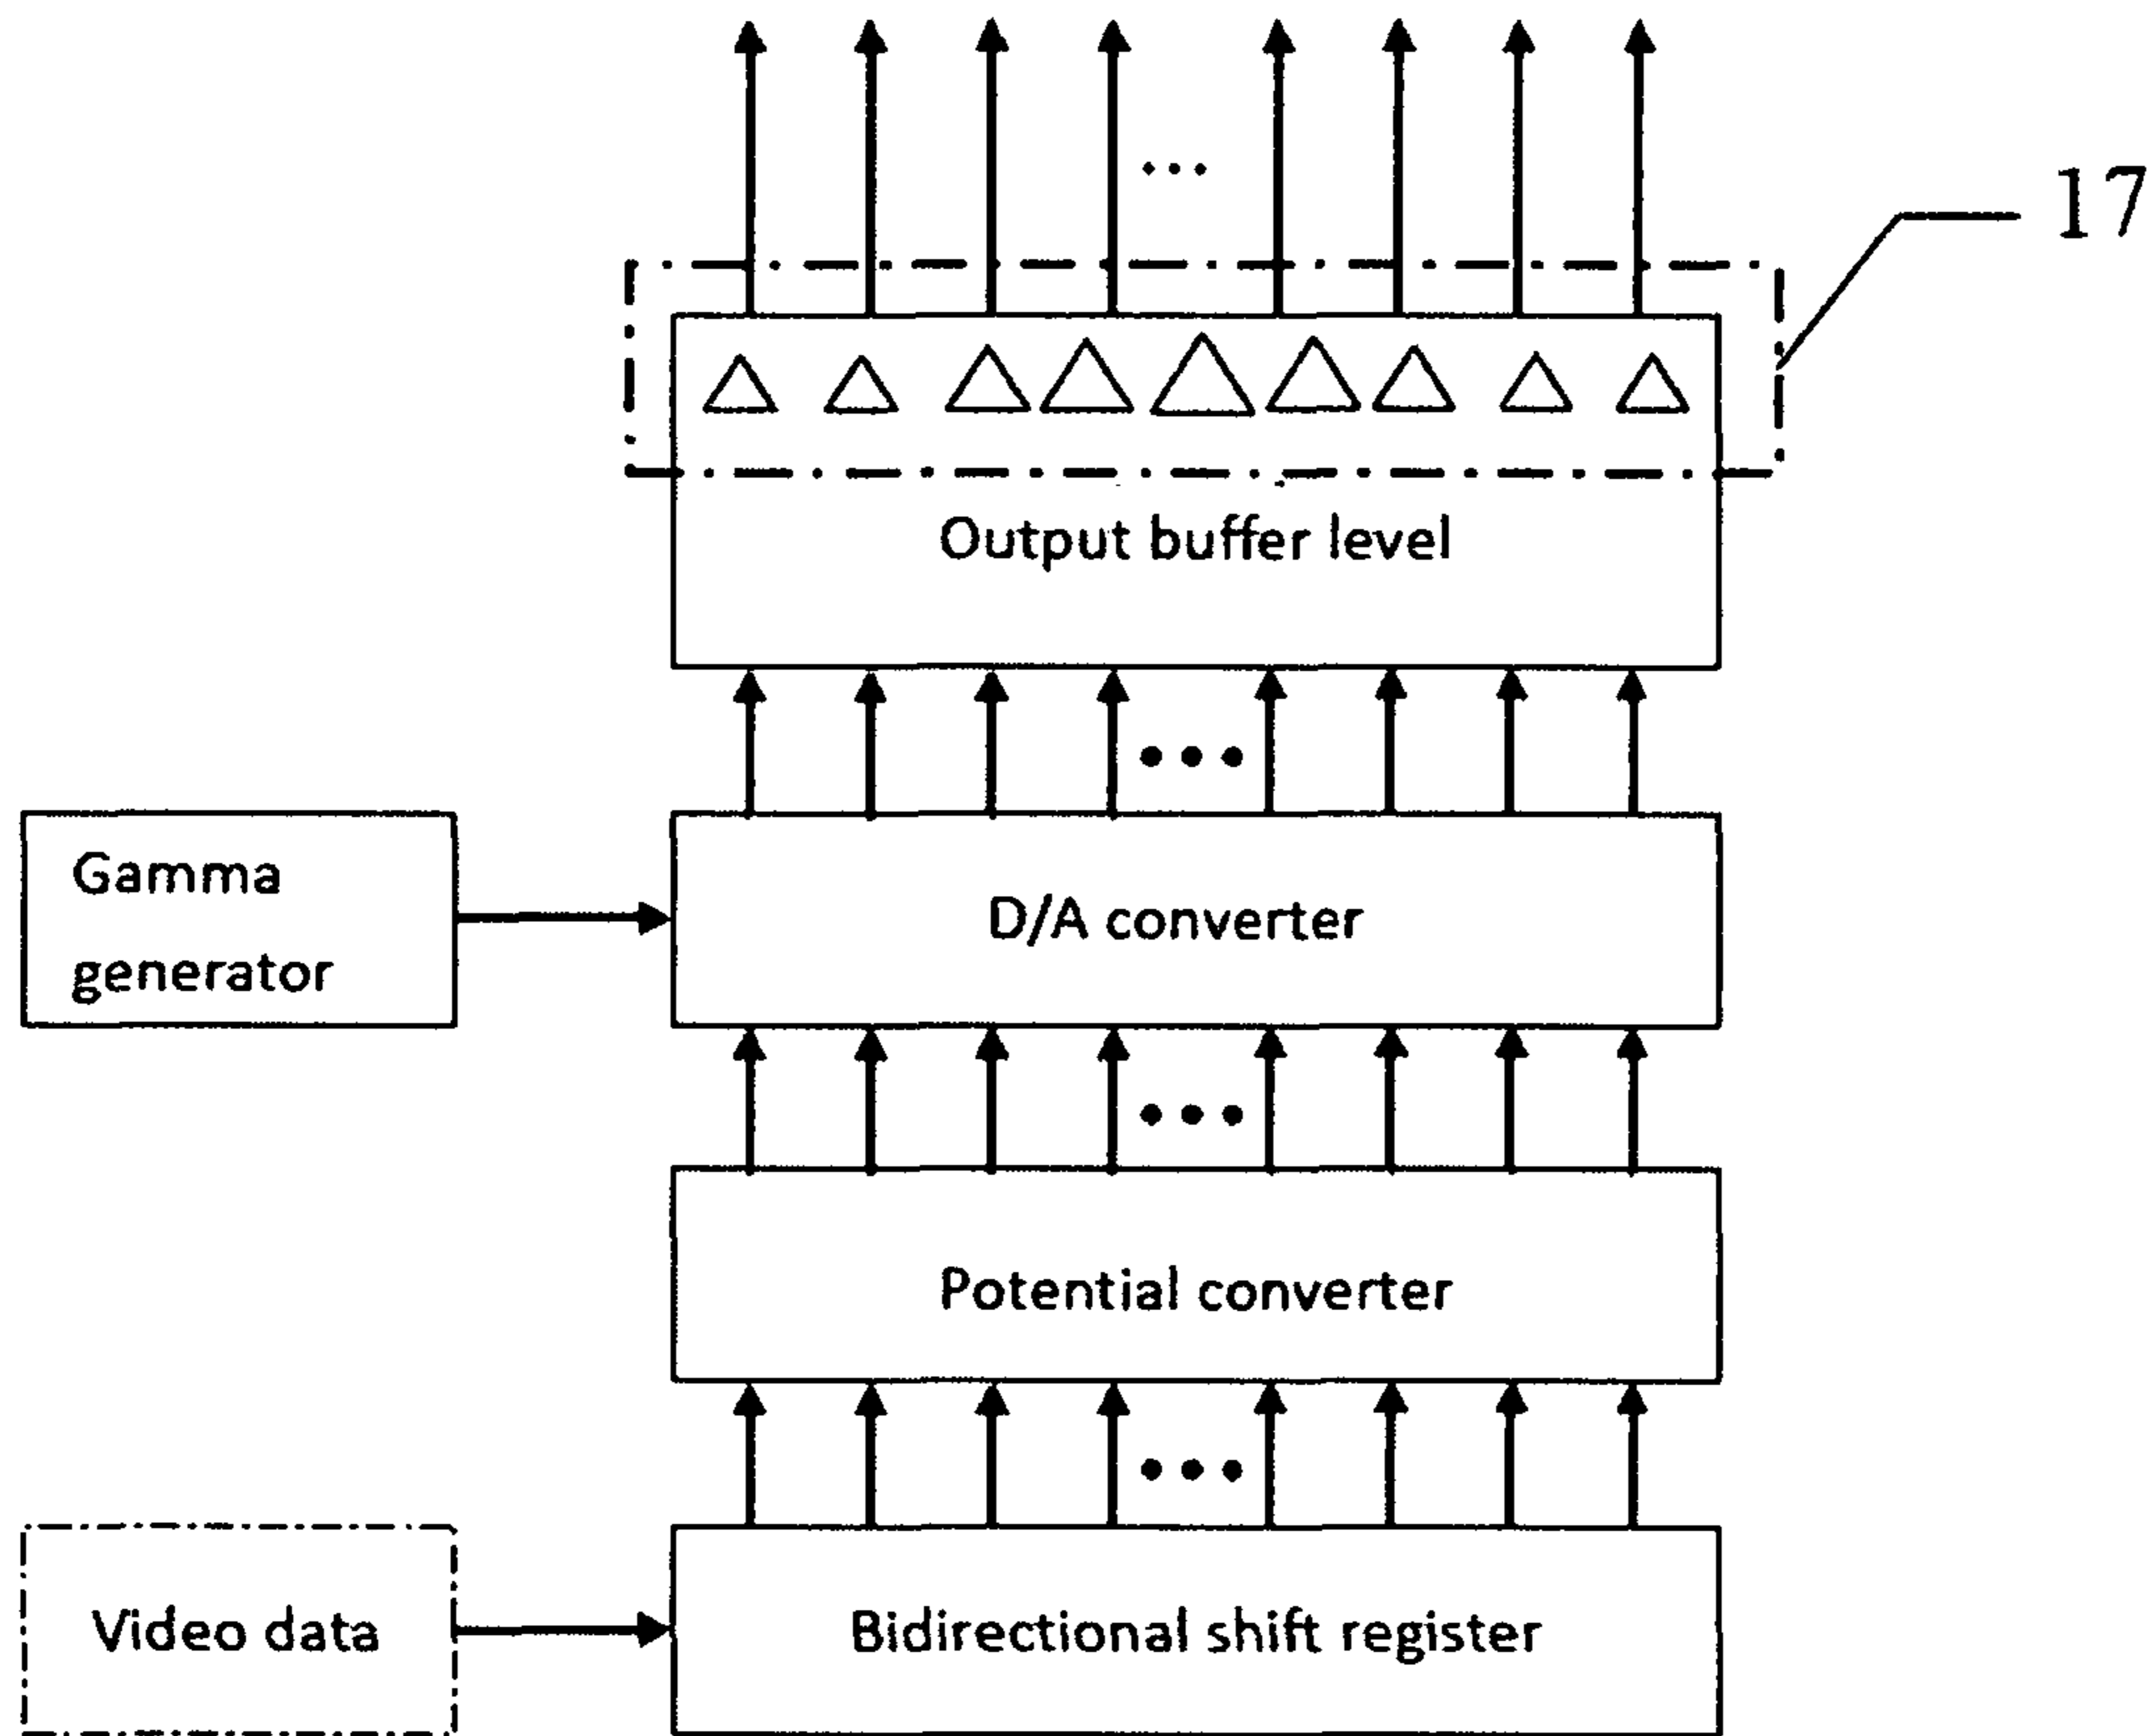 17
Output buffer level
Gamma
generator
D/A converter
Potential converter
Video data
Bidirectional shift register